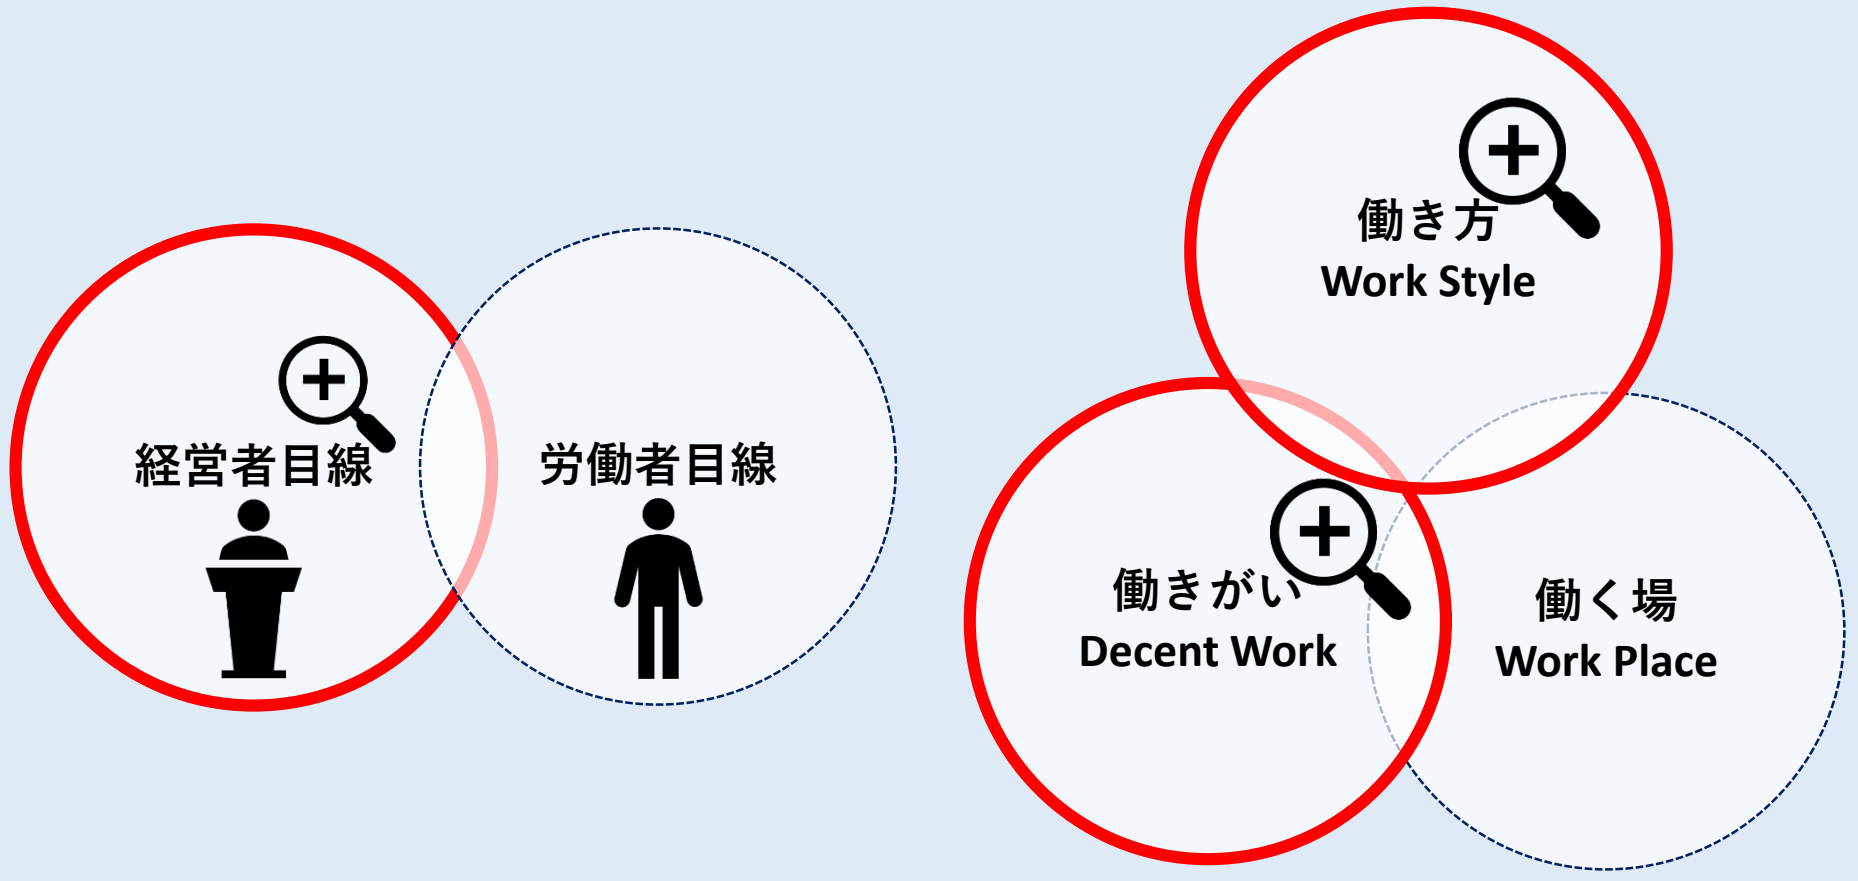 経営者目線
労働者目線
働き方
Work Style
働きがい
Decent Work
働く場
Work Place